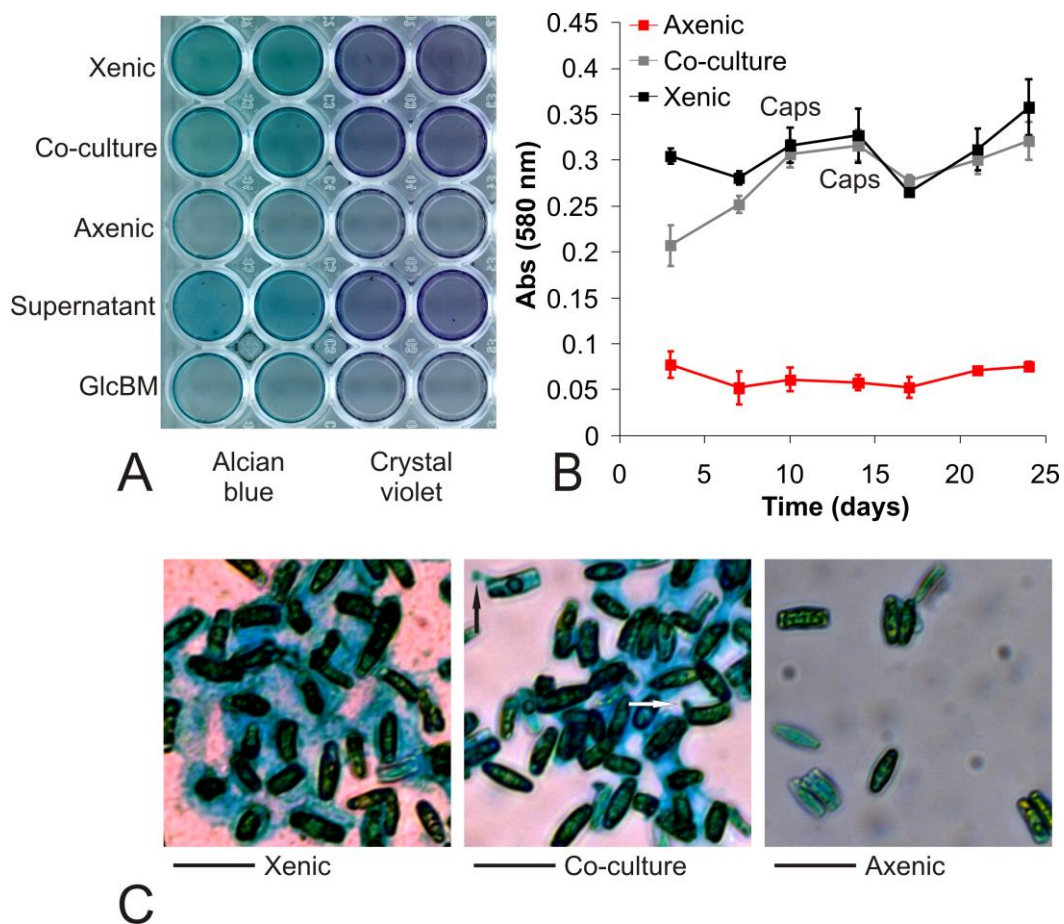 Xenic
Co-culture
Axenic
Supernatant
GlcBM
Alcian
blue
Crystal
violet
A
Axenic
Co-culture
Xenic
Caps
Caps
Abs (580 nm)
0.45
0.4
0.35
0.3
0.25
0.2
0.15
0.1
0.05
0
0 5 10 15 20 25
Time (days)
B
Xenic
Co-culture
Axenic
C